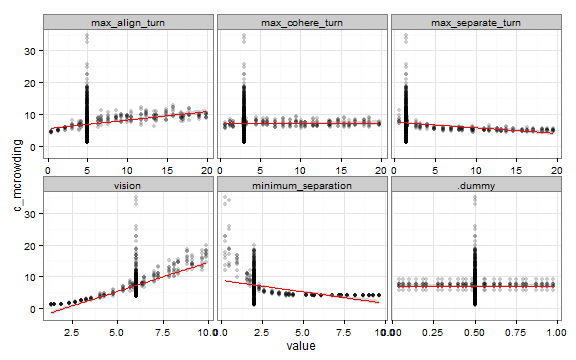 max_align_turn max_cohere_turn max_separate_turn
30
20
10
0
0 5 10 15 20 0 5 10 15 20 0 5 10 15 20
vision minimum_separation .dummy
30
20
10
0
2.5 5.0 7.5 10.0 2.5 5.0 7.5 10.0 0.00 0.25 0.50 0.75 1.00
c_mcrowding
value